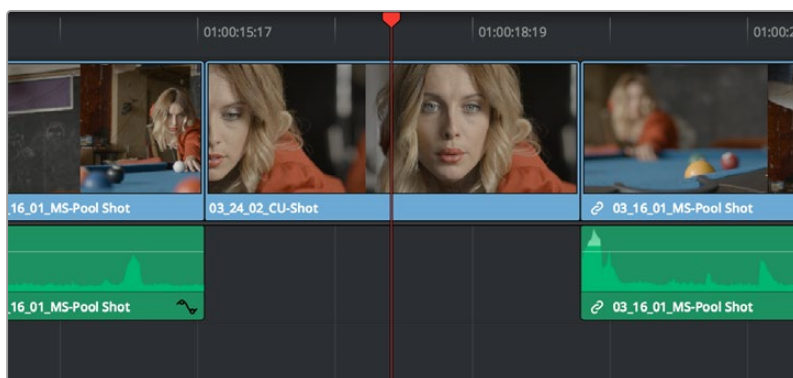 01:00:15:17
01:00:18:19
01:00:2
_16_01_MS-Pool Shot
03_24_02_CU-Shot
03_16_01_MS-Pool Shot
_16_01_MS-Pool Shot
03_16_01_MS-Pool Shot